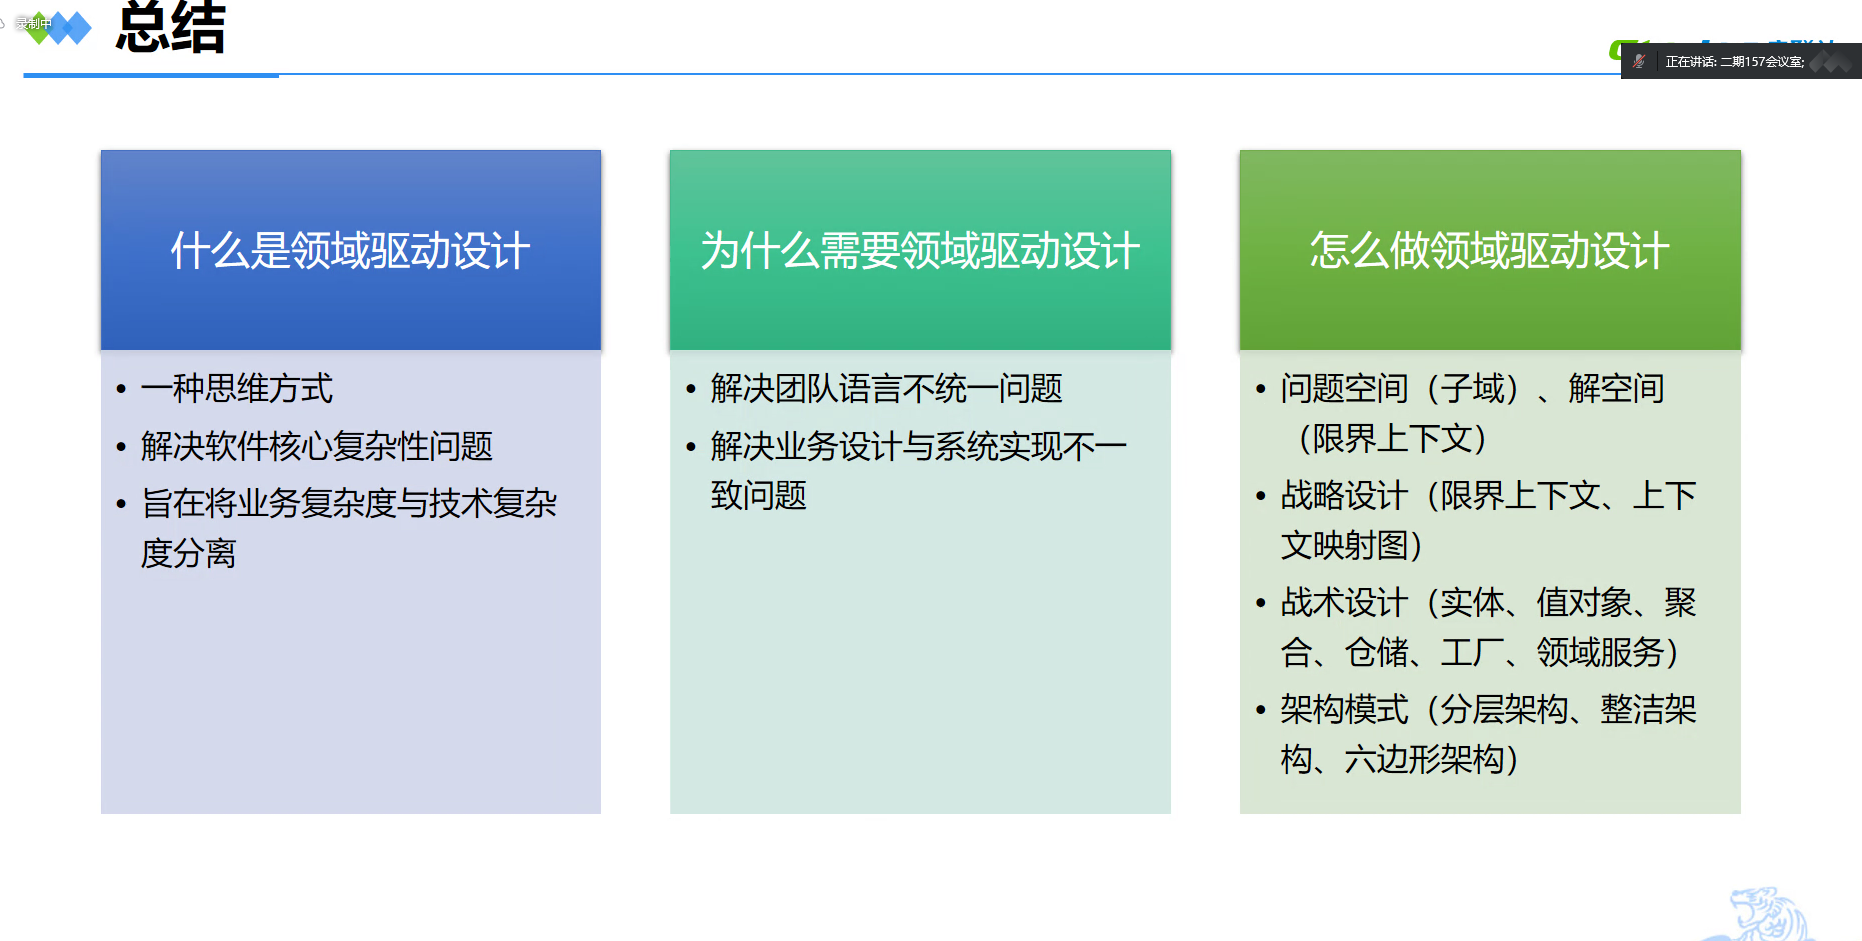 录制中
总结
正在讲话: 二期157会议室;
什么是领域驱动设计
• 一种思维方式
• 解决软件核心复杂性问题
• 旨在将业务复杂度与技术复杂
度分离
为什么需要领域驱动设计
• 解决团队语言不统一问题
• 解决业务设计与系统实现不一
致问题
怎么做领域驱动设计
• 问题空间（子域）、解空间
（限界上下文）
• 战略设计（限界上下文、上下
文映射图）
• 战术设计（实体、值对象、聚
合、仓储、工厂、领域服务）
• 架构模式（分层架构、整洁架
构、六边形架构）